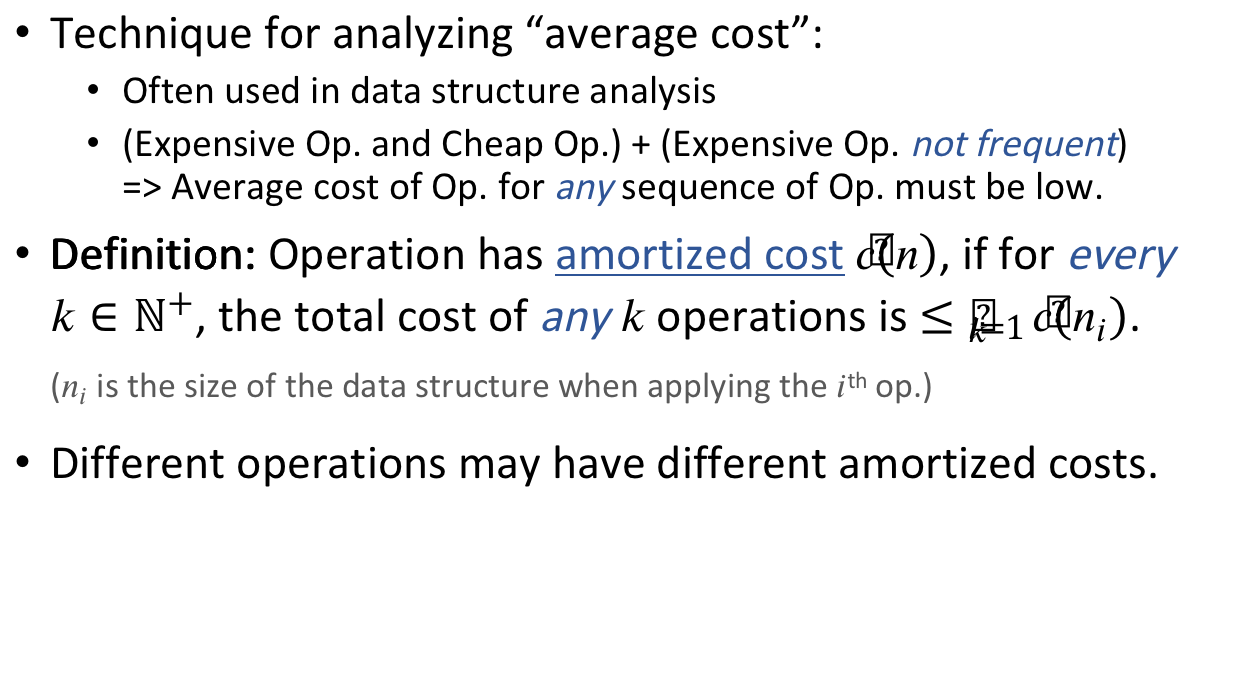 • Technique for analyzing “average cost”:
• Often used in data structure analysis
• (Expensive Op. and Cheap Op.) + (Expensive Op. not frequent)
=> Average cost of Op. for any sequence of Op. must be low.
• Definition: Operation has amortized cost c(n), if for every
k ∈ ℕ⁺, the total cost of any k operations is ≤ i=1 c(nᵢ).
(nᵢ is the size of the data structure when applying the iᵗʰ op.)
• Different operations may have different amortized costs.